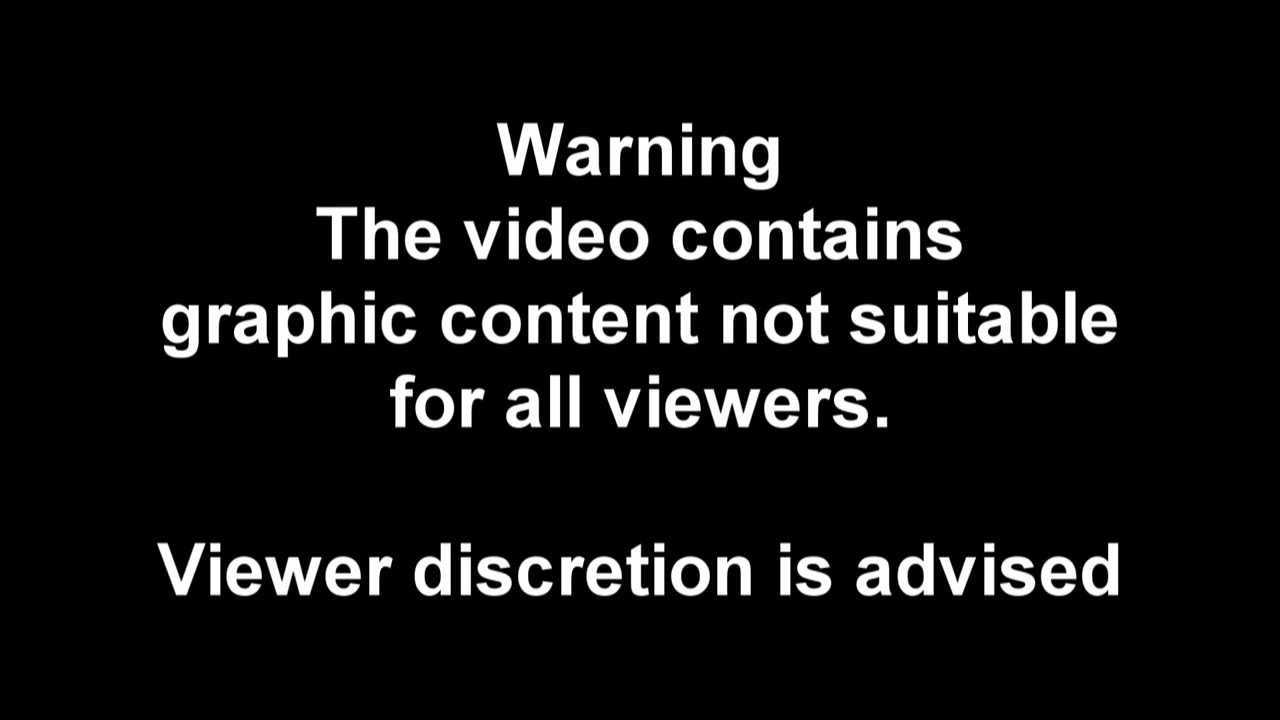 Warning
The video contains
graphic content not suitable
for all viewers.
Viewer discretion is advised